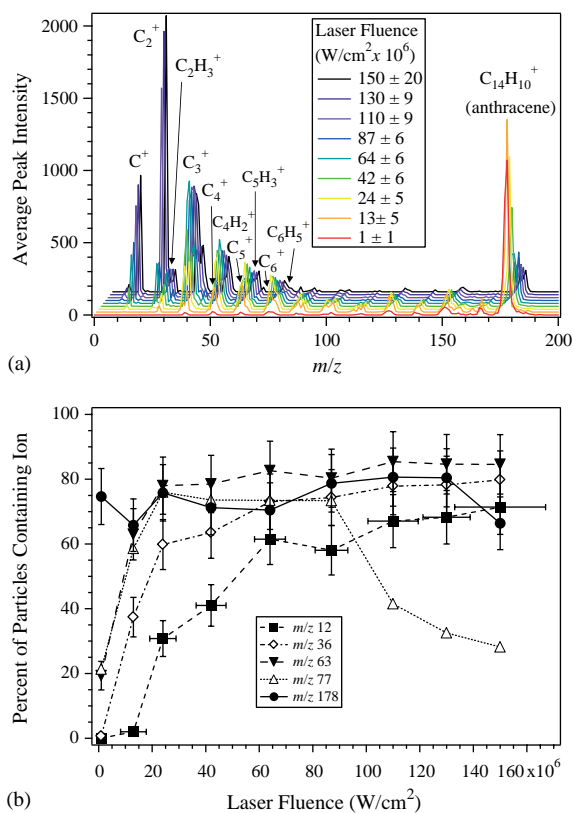 C₂⁺
C₂H₃⁺
C⁺
C₃⁺
C₄⁺
C₄H₂⁺
C₅⁺
C₅H₃⁺
C₆⁺
C₆H₅⁺
C₁₄H₁₀⁺
(anthracene)
Laser Fluence
(W/cm² x 10⁶)
150 ± 20
130 ± 9
110 ± 9
87 ± 6
64 ± 6
42 ± 6
24 ± 5
13± 5
1 ± 1
Average Peak Intensity
2000
1500
1000
500
0
0
50
100
150
200
m/z
(a)
Percent of Particles Containing Ion
100
80
60
40
20
0
m/z 12
m/z 36
m/z 63
m/z 77
m/z 178
0
20
40
60
80
100
120
140
160x10⁶
Laser Fluence (W/cm²)
(b)